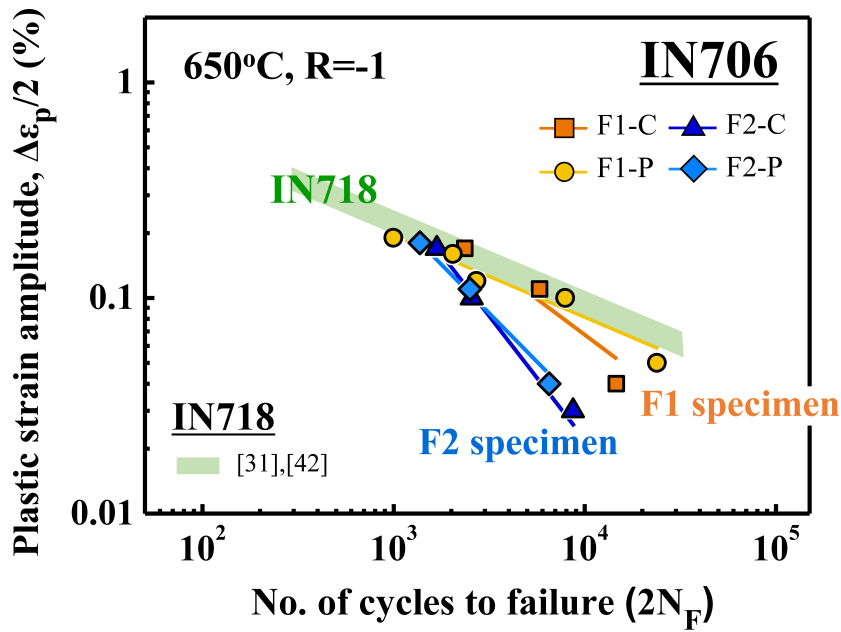 650°C, R=-1
IN706
F1-C
F2-C
F1-P
F2-P
IN718
F1 specimen
F2 specimen
IN718
[31],[42]
Plastic strain amplitude, Δεp/2 (%)
1
0.1
0.01
10²
10³
10⁴
10⁵
No. of cycles to failure (2NF)